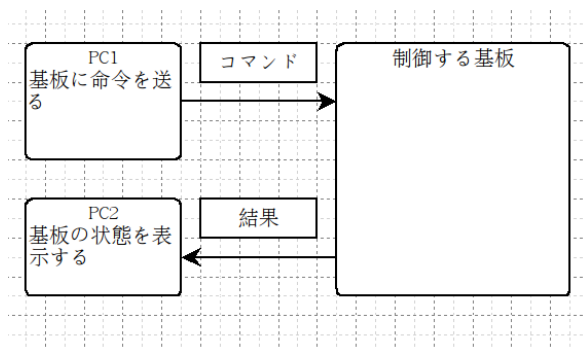 PC1
基板に命令を送
る
コマンド
制御する基板
PC2
基板の状態を表
示する
結果